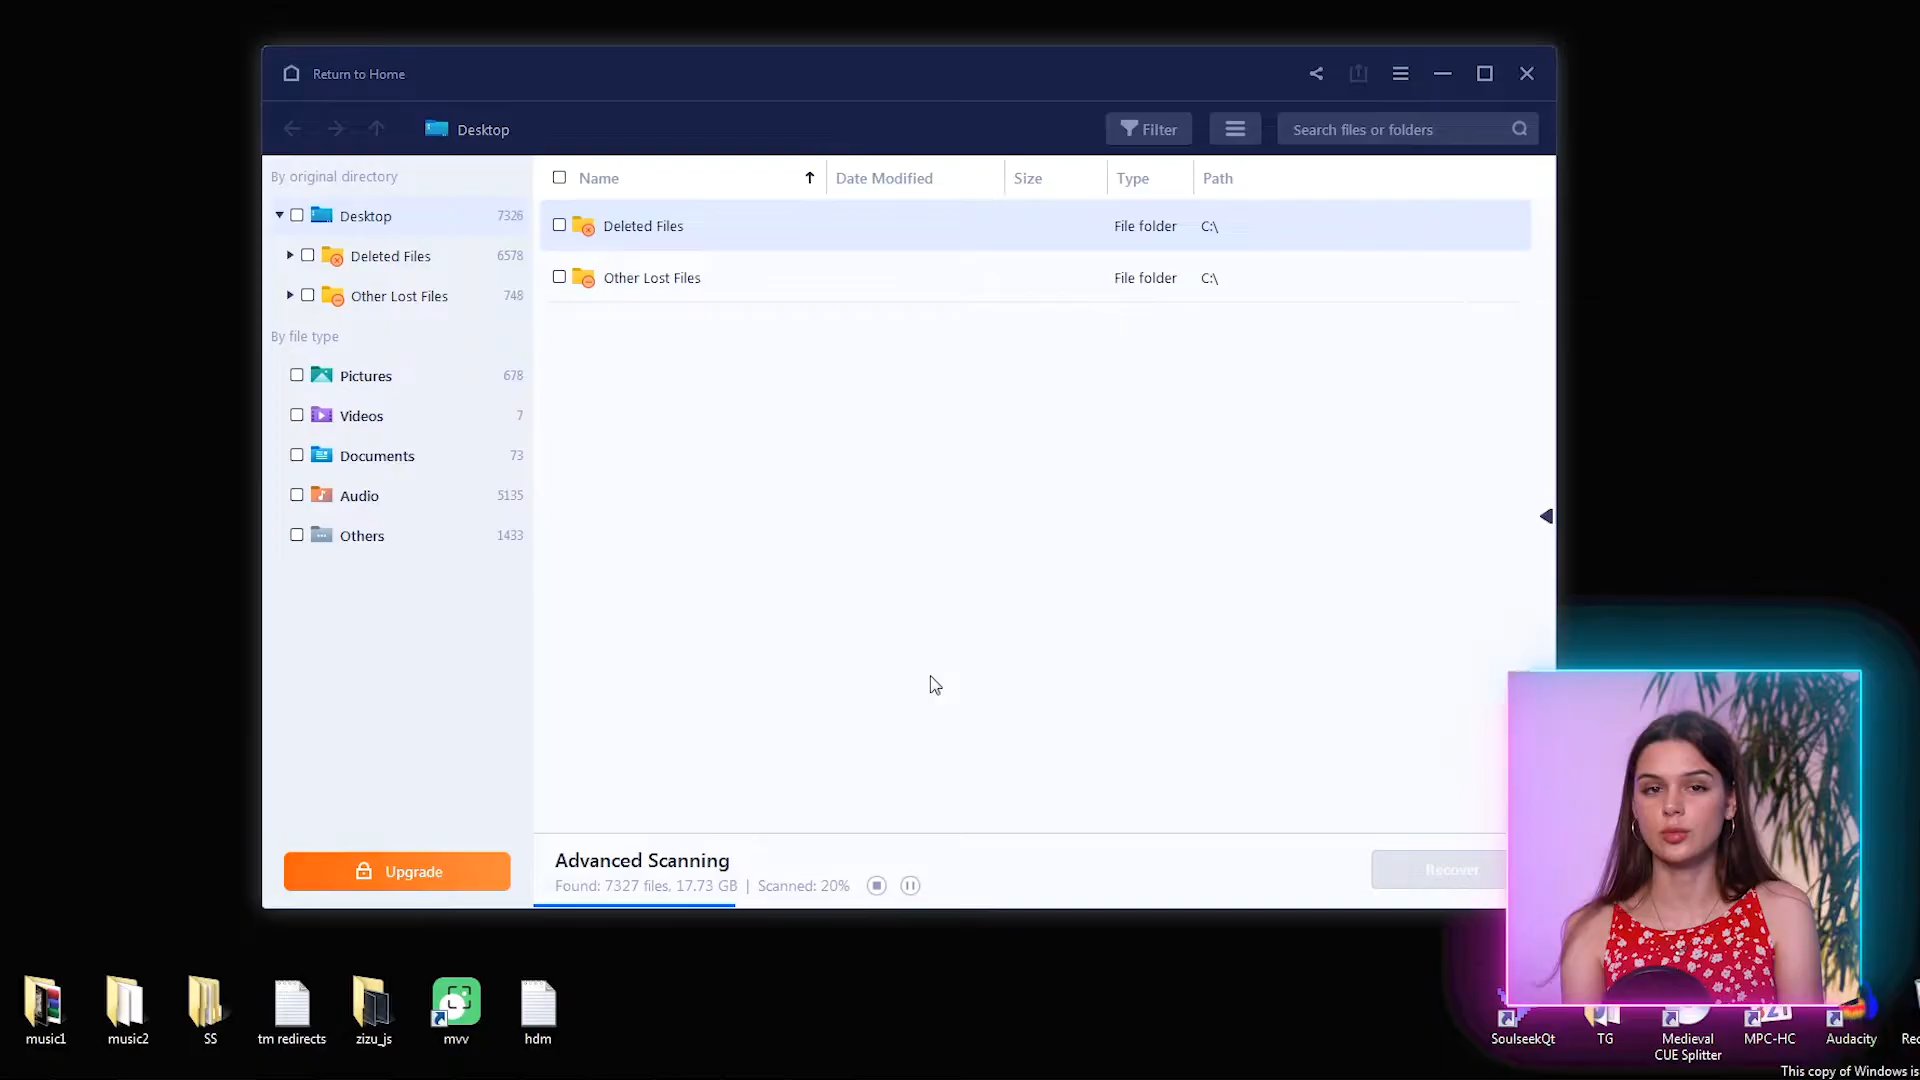 Return to Home
Desktop
Filter
Search files or folders
By original directory
Desktop 7326
Deleted Files 6578
Other Lost Files 748
By file type
Pictures 678
Videos 7
Documents 73
Audio 5135
Others 1433
Upgrade
Name Date Modified Size Type Path
Deleted Files File folder C:\
Other Lost Files File folder C:\
Advanced Scanning
Found: 7327 files, 17.73 GB | Scanned: 20%
Recover
music1
music2
SS
tm redirects
zizu_js
mvv
hdm
SoulseekQt
TG
Medieval
CUE Splitter
MPC-HC
Audacity
This copy of Windows is